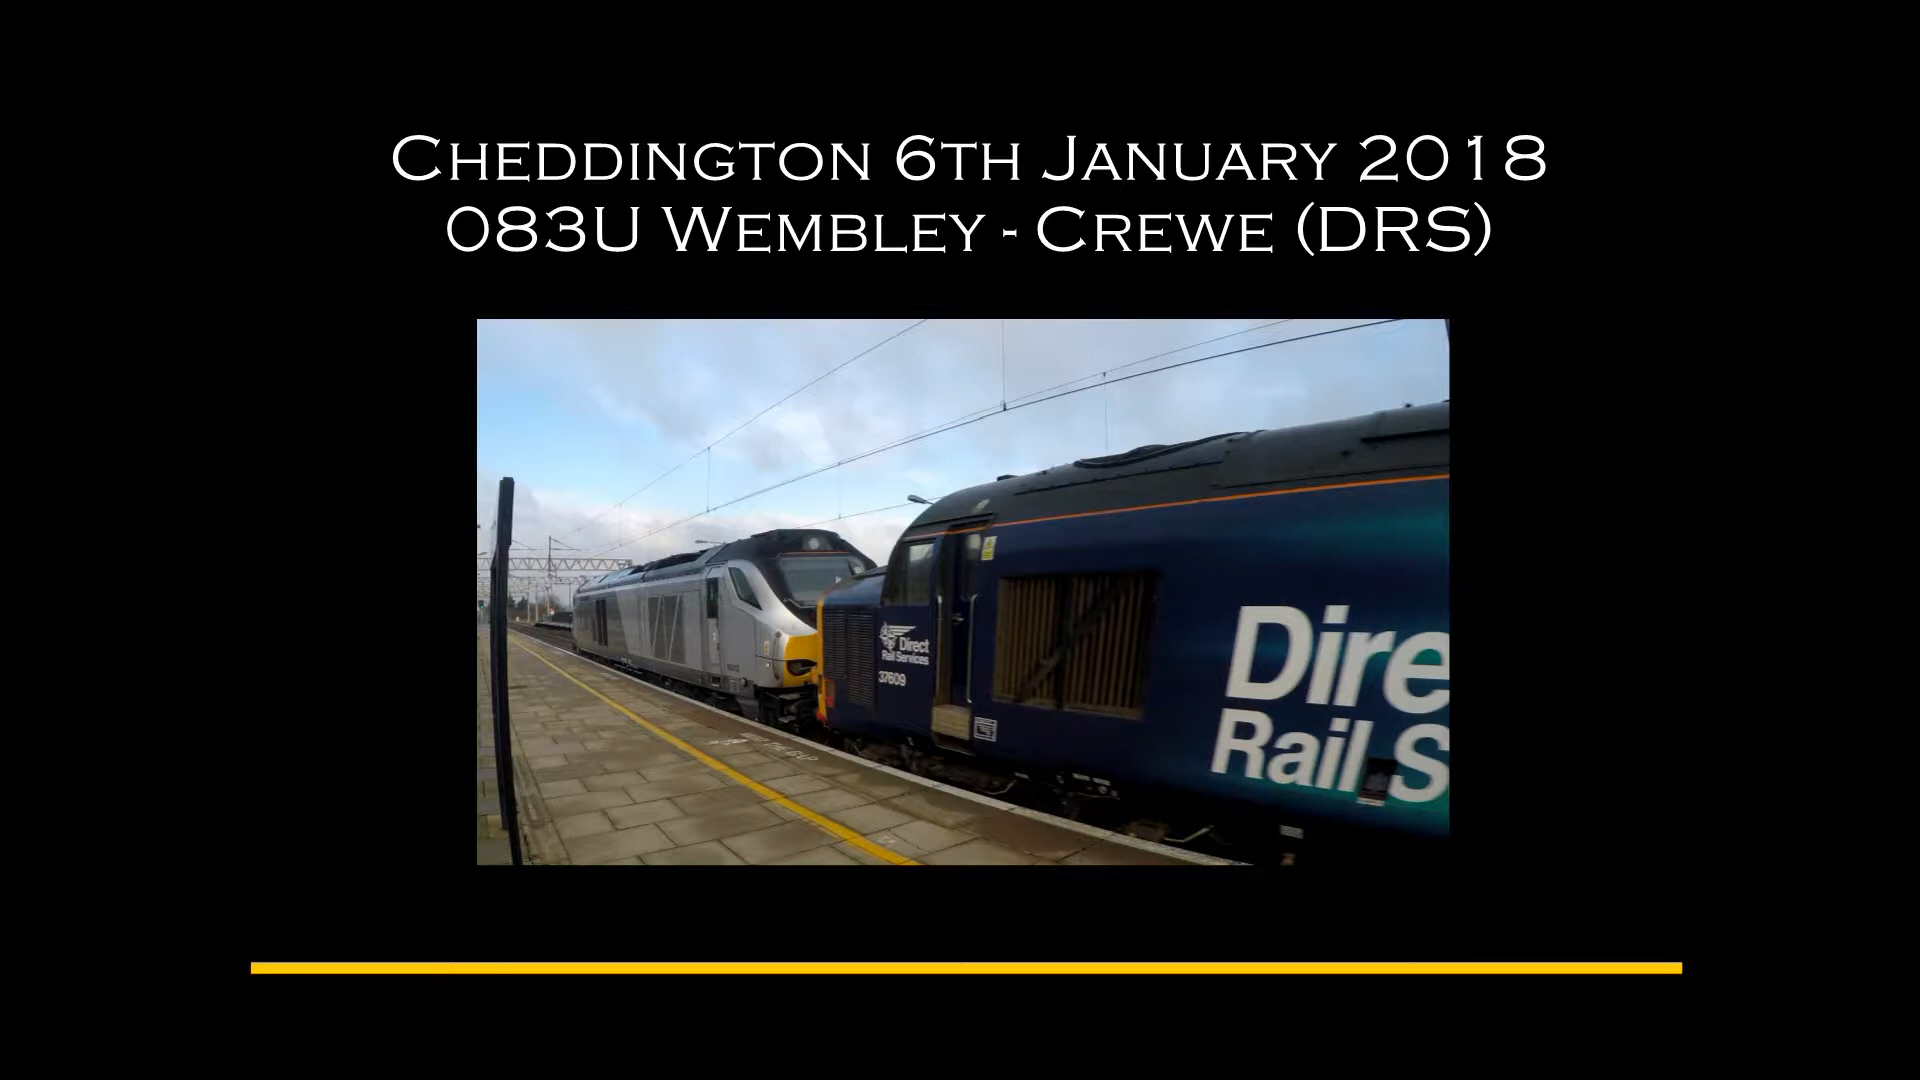 Cheddington 6th January 2018
083U Wembley - Crewe (DRS)
Direct
Rail Services
37609
Dire
Rail S